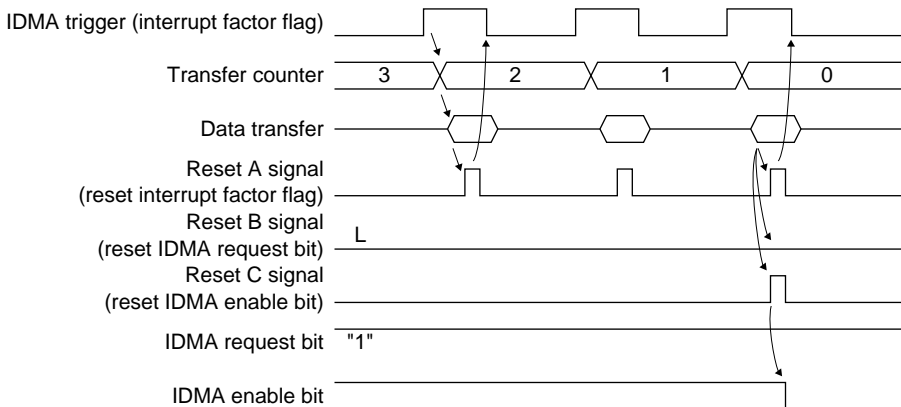 IDMA trigger (interrupt factor flag)
Transfer counter 3 2 1 0
Data transfer
Reset A signal
(reset interrupt factor flag)
Reset B signal
(reset IDMA request bit) L
Reset C signal
(reset IDMA enable bit)
IDMA request bit "1"
IDMA enable bit